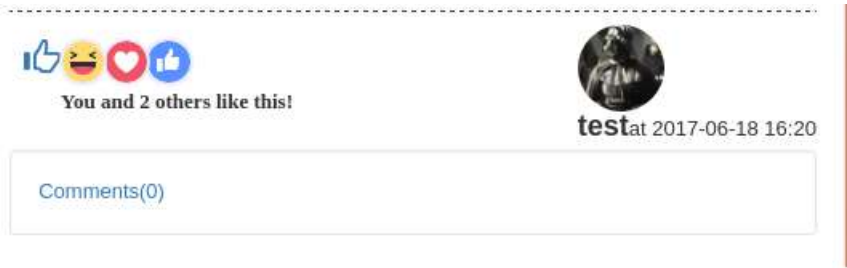 You and 2 others like this!
testat 2017-06-18 16:20
Comments(0)